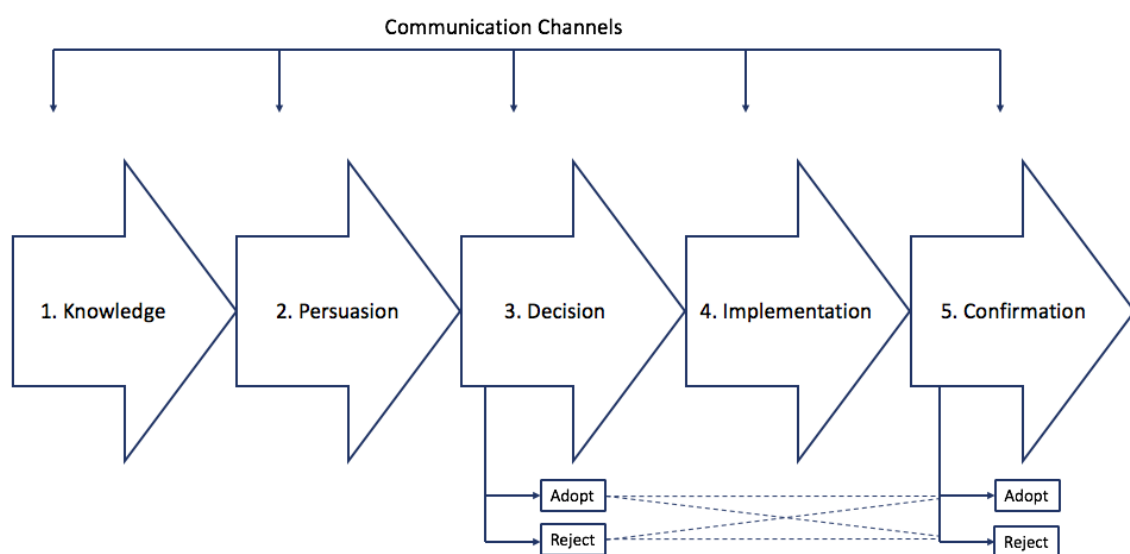 Communication Channels
1. Knowledge
2. Persuasion
3. Decision
4. Implementation
5. Confirmation
Adopt
Adopt
Reject
Reject